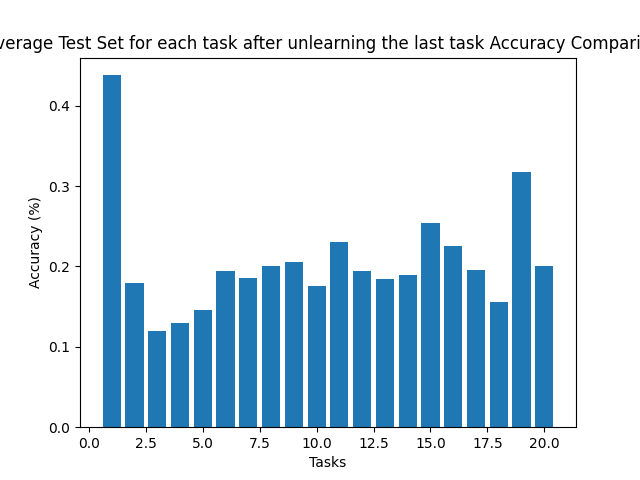 verage Test Set for each task after unlearning the last task Accuracy Compari
0.4
0.3
0.2
0.1
0.0
Accuracy (%)
0.0 2.5 5.0 7.5 10.0 12.5 15.0 17.5 20.0
Tasks